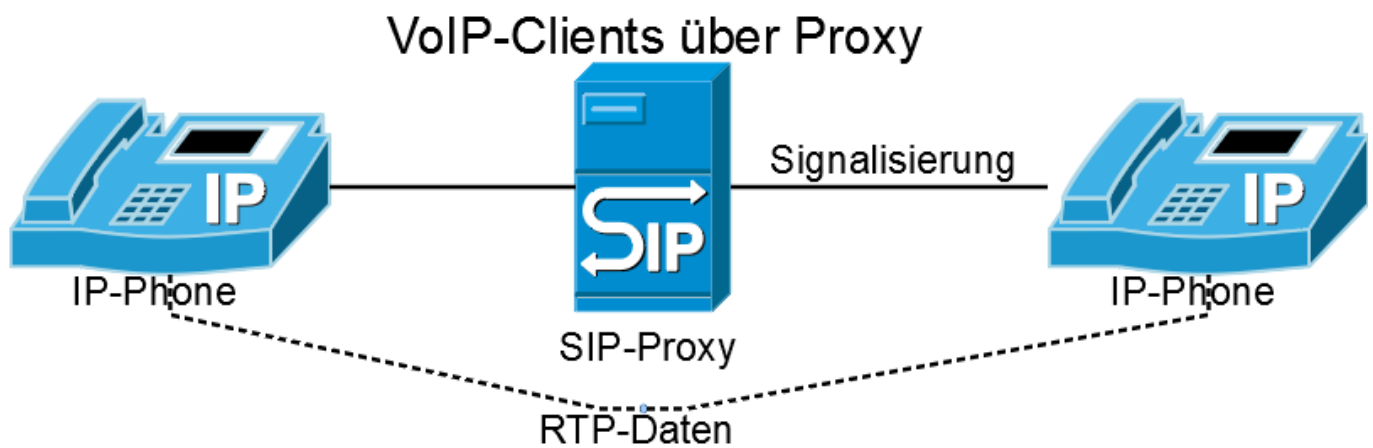 VoIP-Clients über Proxy
Signalisierung
IP
SIP
IP
IP-Phone
IP-Phone
SIP-Proxy
RTP-Daten